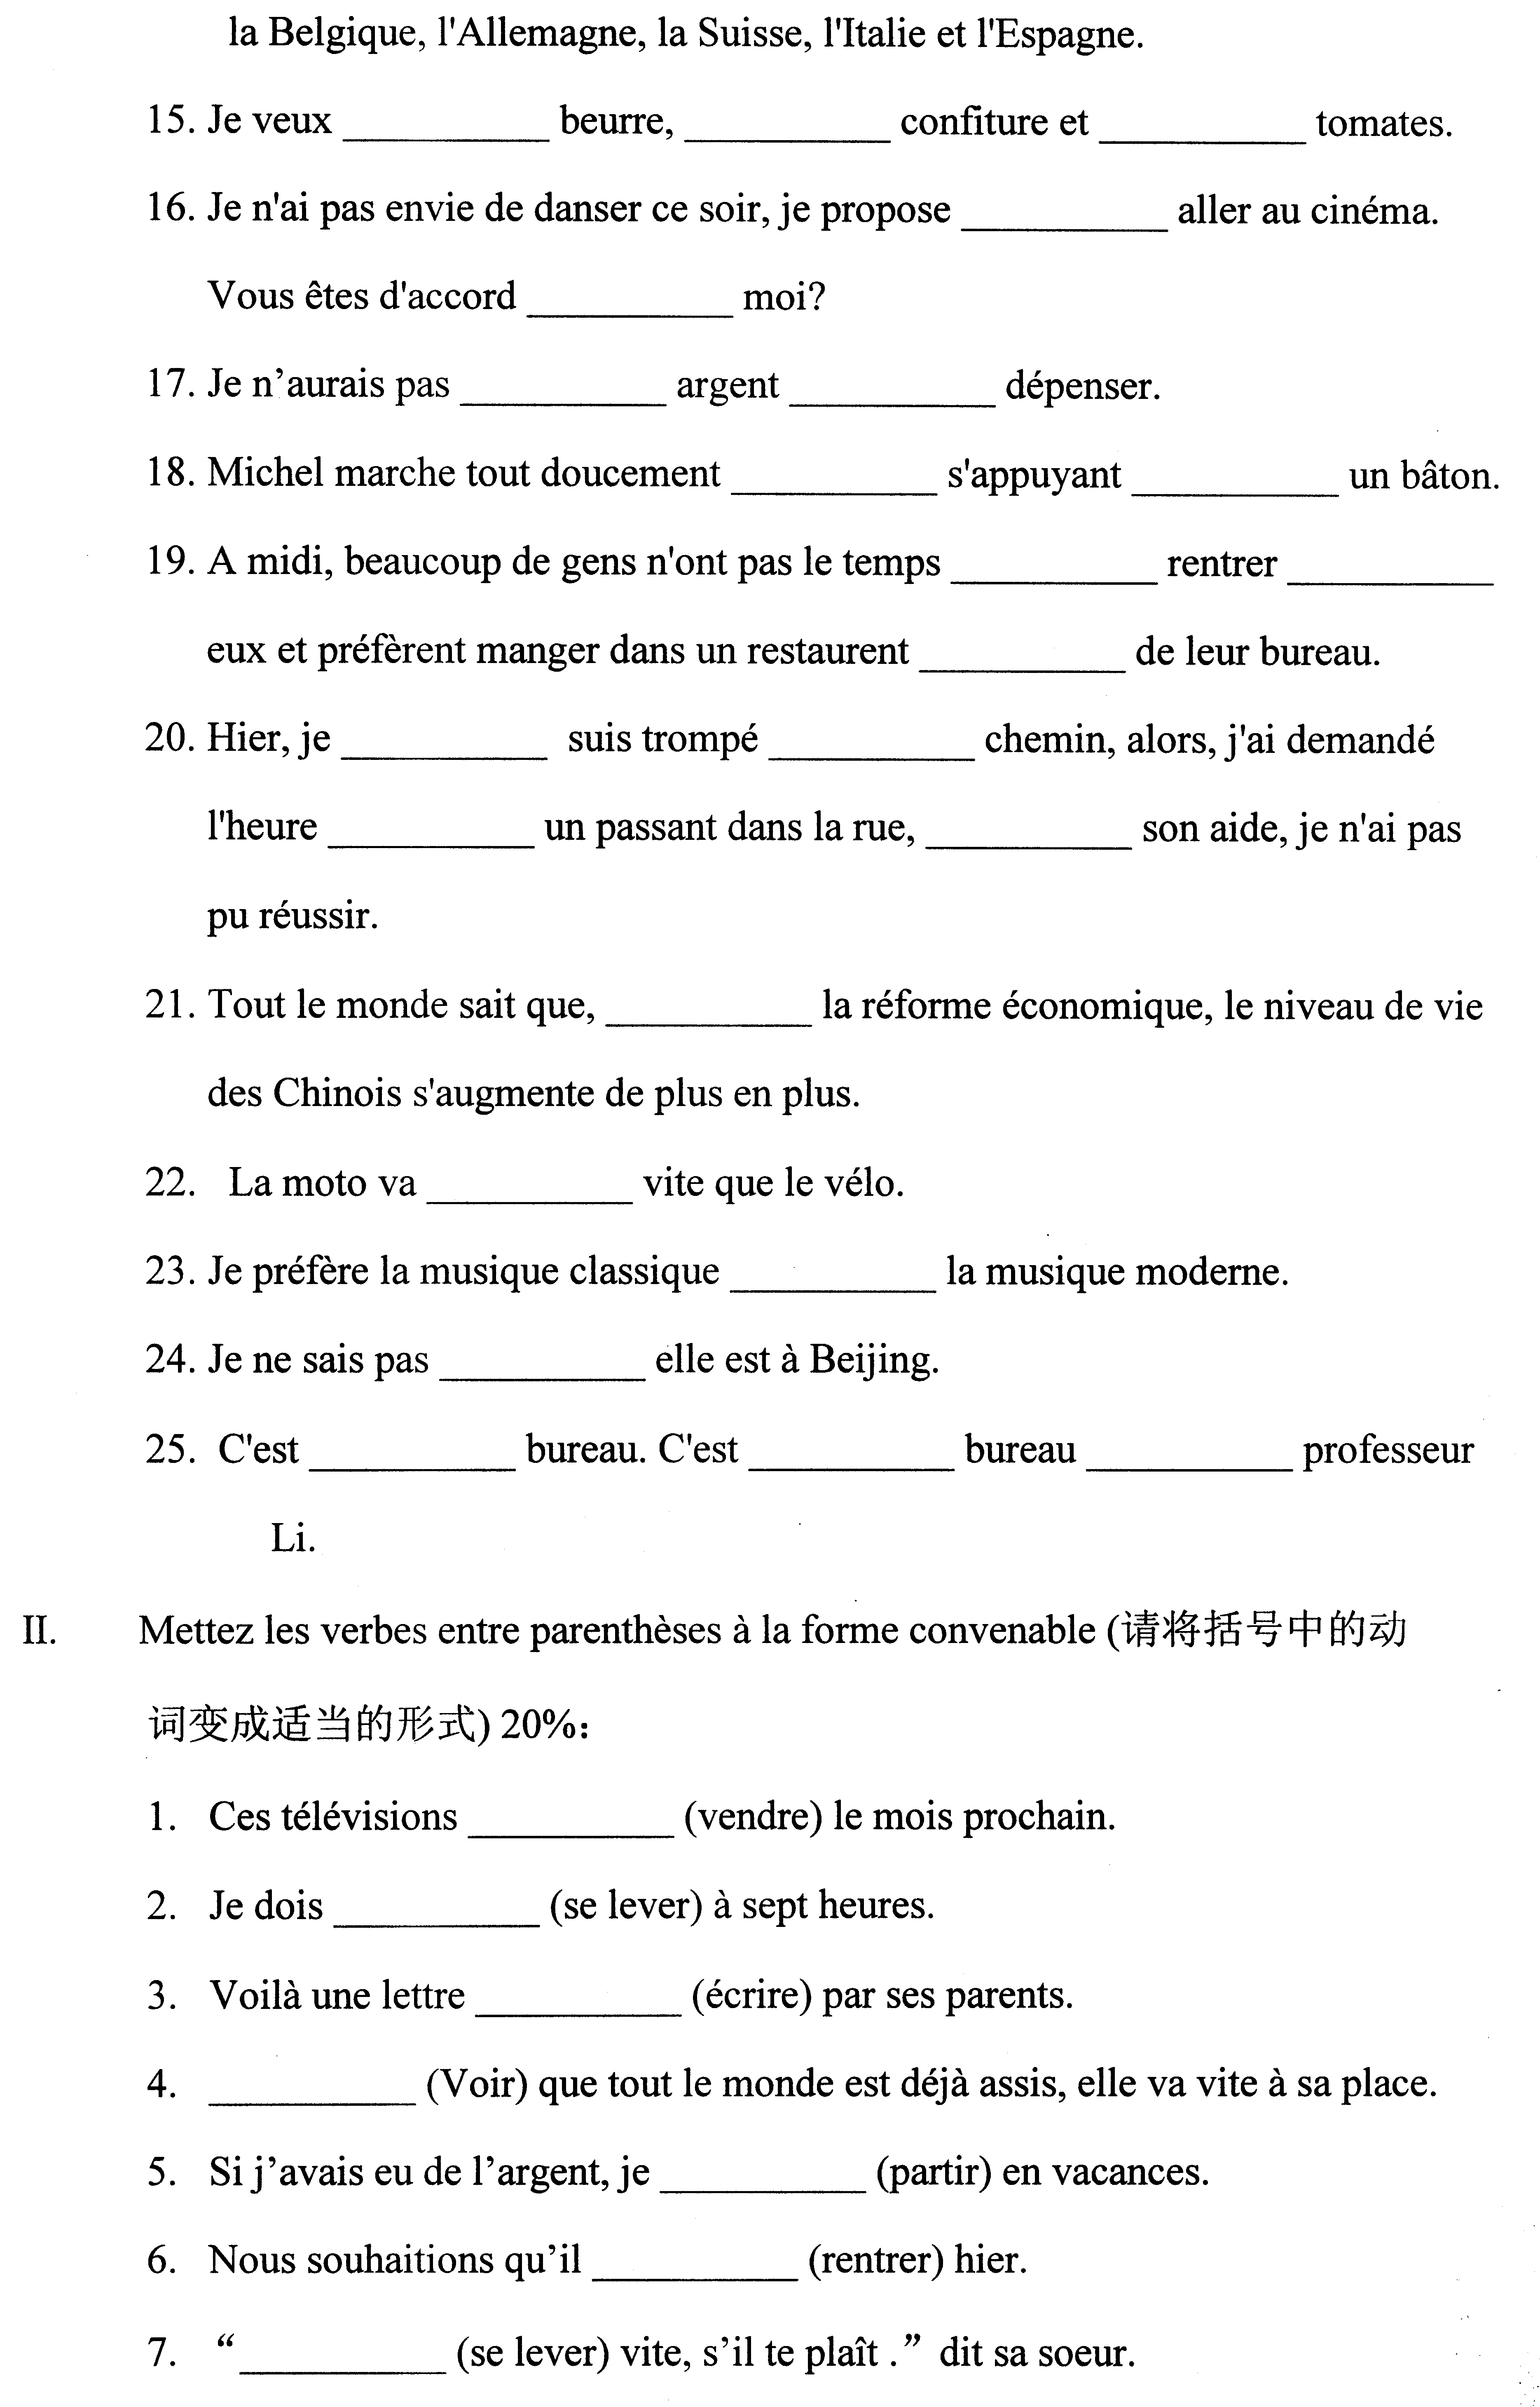 la Belgique, l'Allemagne, la Suisse, l'Italie et l'Espagne.
15. Je veux __________ beurre, __________ confiture et __________ tomates.
16. Je n'ai pas envie de danser ce soir, je propose __________ aller au cinéma.
Vous êtes d'accord __________ moi?
17. Je n’aurais pas __________ argent __________ dépenser.
18. Michel marche tout doucement __________ s'appuyant __________ un bâton.
19. A midi, beaucoup de gens n'ont pas le temps __________ rentrer __________
eux et préfèrent manger dans un restaurent __________ de leur bureau.
20. Hier, je __________ suis trompé __________ chemin, alors, j'ai demandé
l'heure __________ un passant dans la rue, __________ son aide, je n'ai pas
pu réussir.
21. Tout le monde sait que, __________ la réforme économique, le niveau de vie
des Chinois s'augmente de plus en plus.
22. La moto va __________ vite que le vélo.
23. Je préfère la musique classique __________ la musique moderne.
24. Je ne sais pas __________ elle est à Beijing.
25. C'est __________ bureau. C'est __________ bureau __________ professeur
Li.
II. Mettez les verbes entre parenthèses à la forme convenable (请将括号中的动
词变成适当的形式) 20%:
1. Ces télévisions __________ (vendre) le mois prochain.
2. Je dois __________ (se lever) à sept heures.
3. Voilà une lettre __________ (écrire) par ses parents.
4. __________ (Voir) que tout le monde est déjà assis, elle va vite à sa place.
5. Si j’avais eu de l’argent, je __________ (partir) en vacances.
6. Nous souhaitions qu’il __________ (rentrer) hier.
7. “__________ (se lever) vite, s’il te plaît .” dit sa soeur.